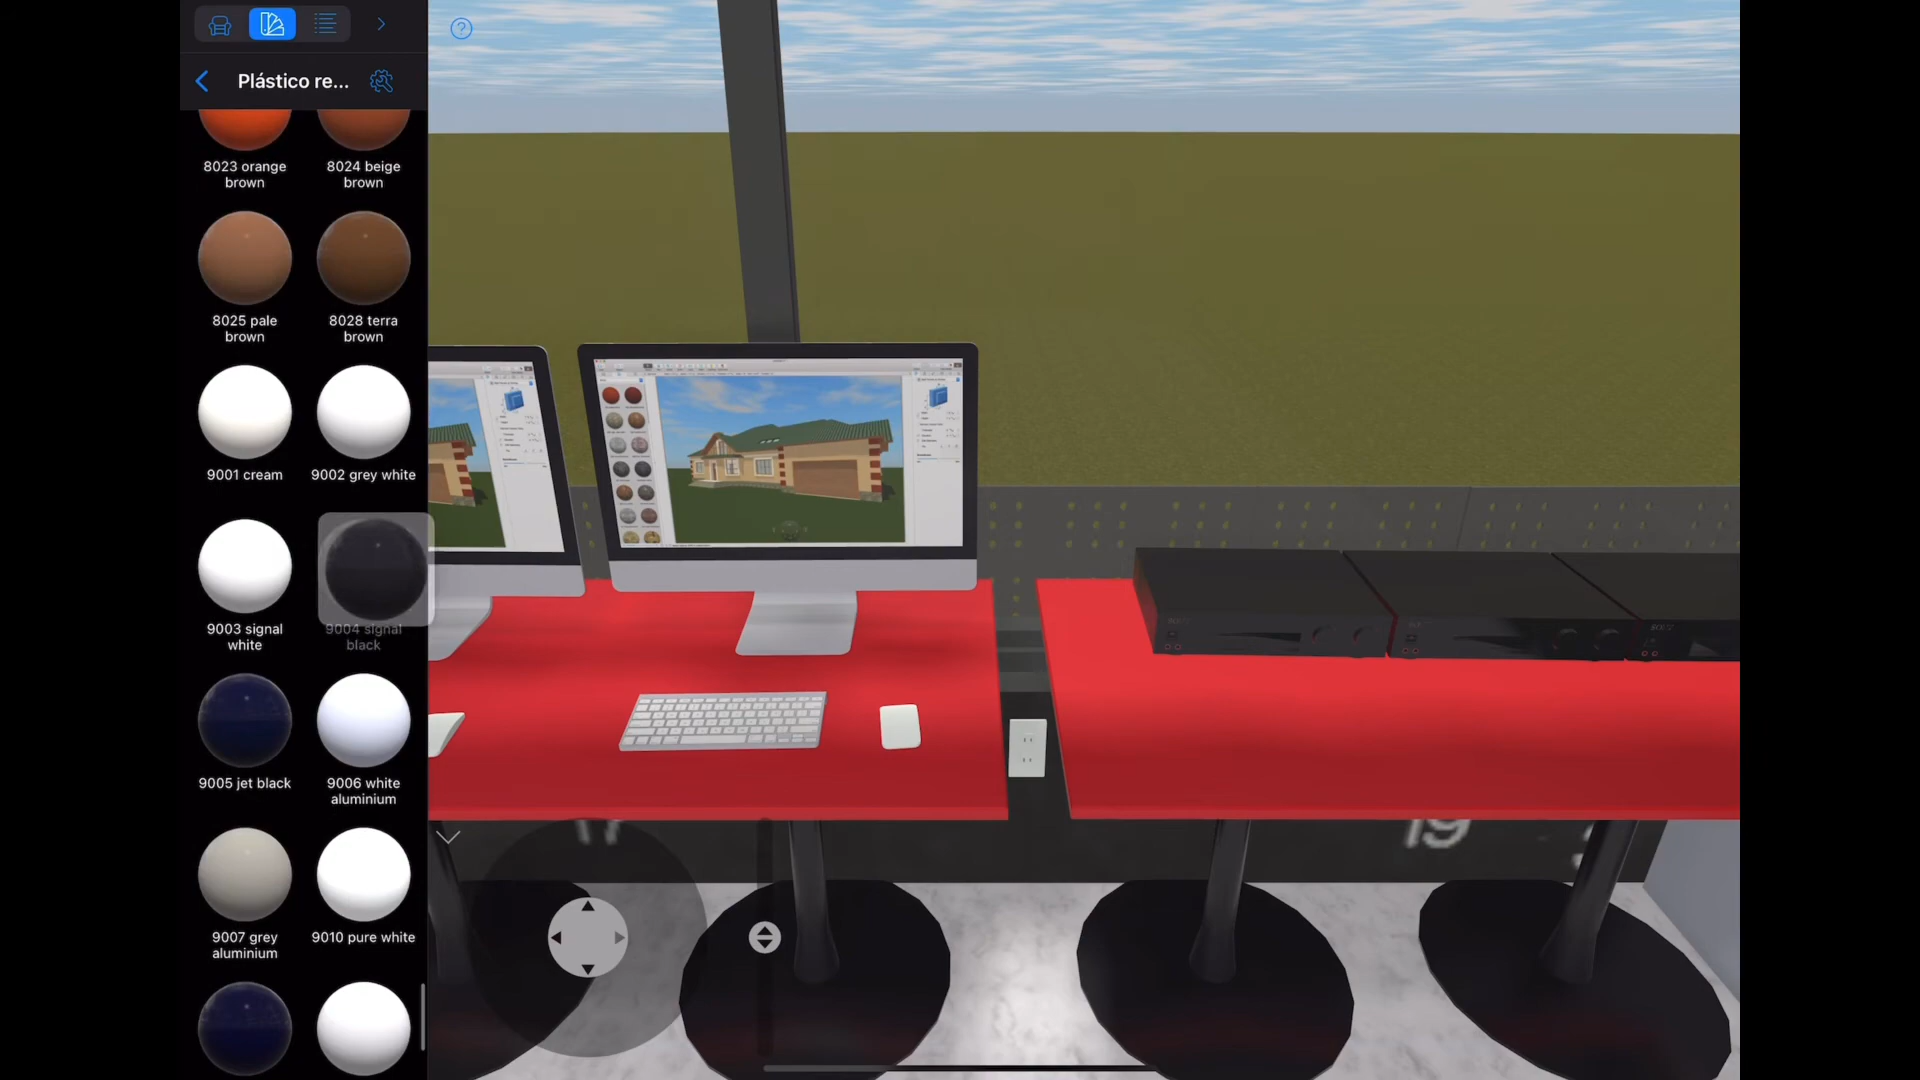 ?
Plástico re...
8023 orange
brown
8024 beige
brown
8025 pale
brown
8028 terra
brown
9001 cream
9002 grey white
9003 signal
white
9004 signal
black
9005 jet black
9006 white
aluminium
9007 grey
aluminium
9010 pure white
17
19